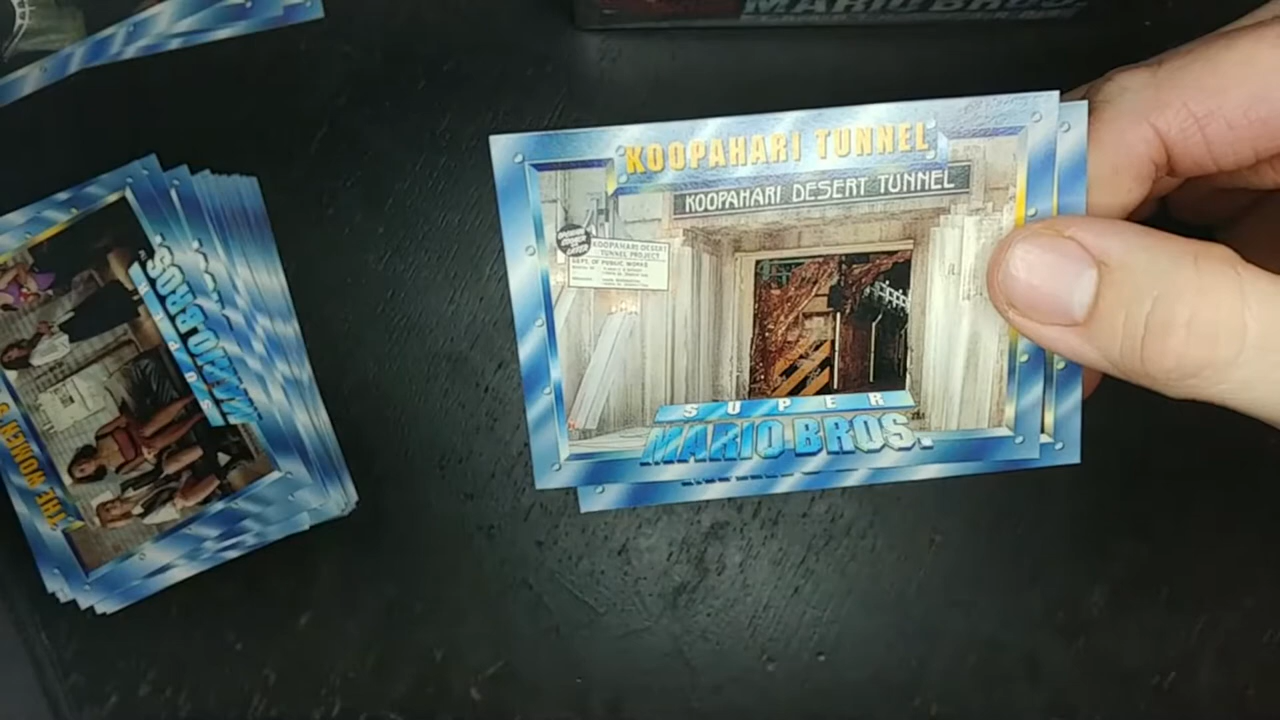 MARIO BROS.
KOOPAHARI TUNNEL
KOOPAHARI DESERT TUNNEL
KOOPAHARI DESERT
TUNNEL PROJECT
DEPT. OF PUBLIC WORKS
SUPER
MARIO BROS.
SUPER
MARIO BROS.
THE WOMEN'S